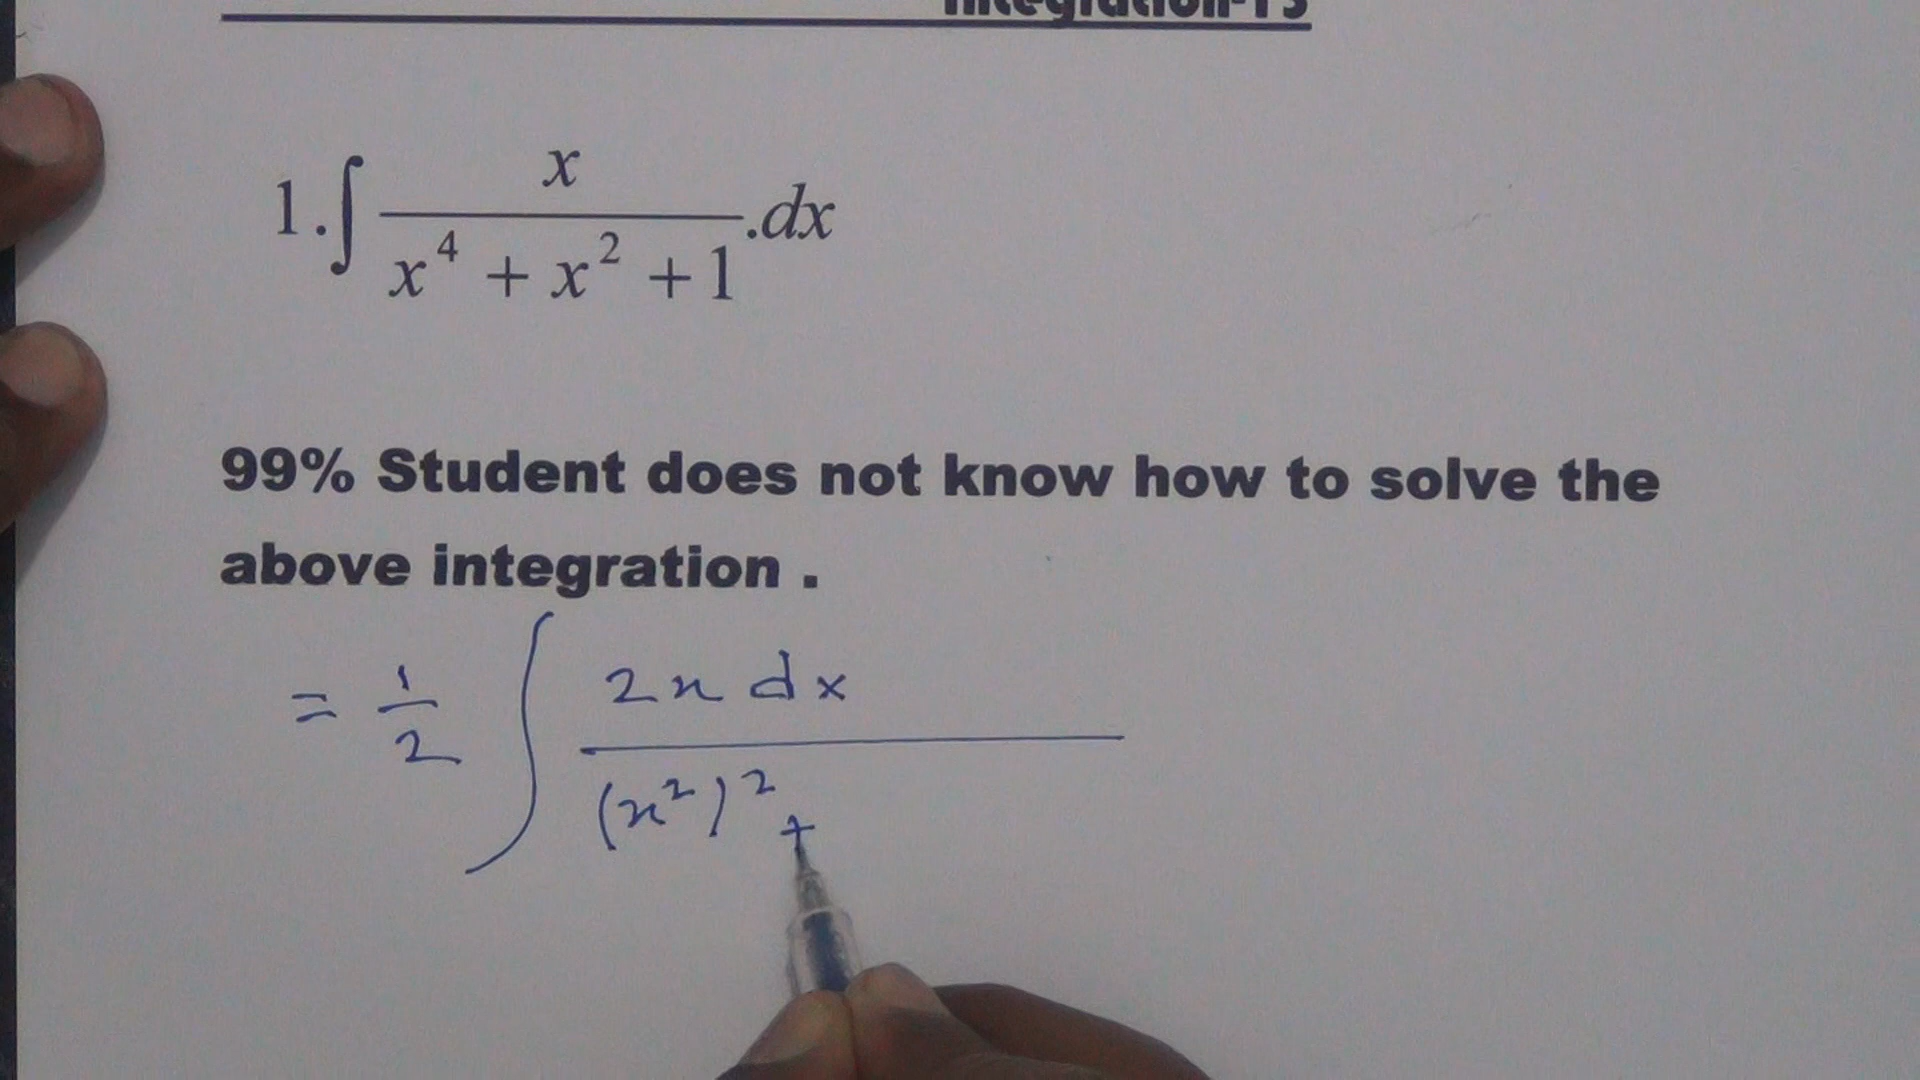 Integration-13
1.∫ x / (x⁴ + x² + 1) .dx
99% Student does not know how to solve the
above integration .
= 1/2 ∫ 2x dx / (x²)² +